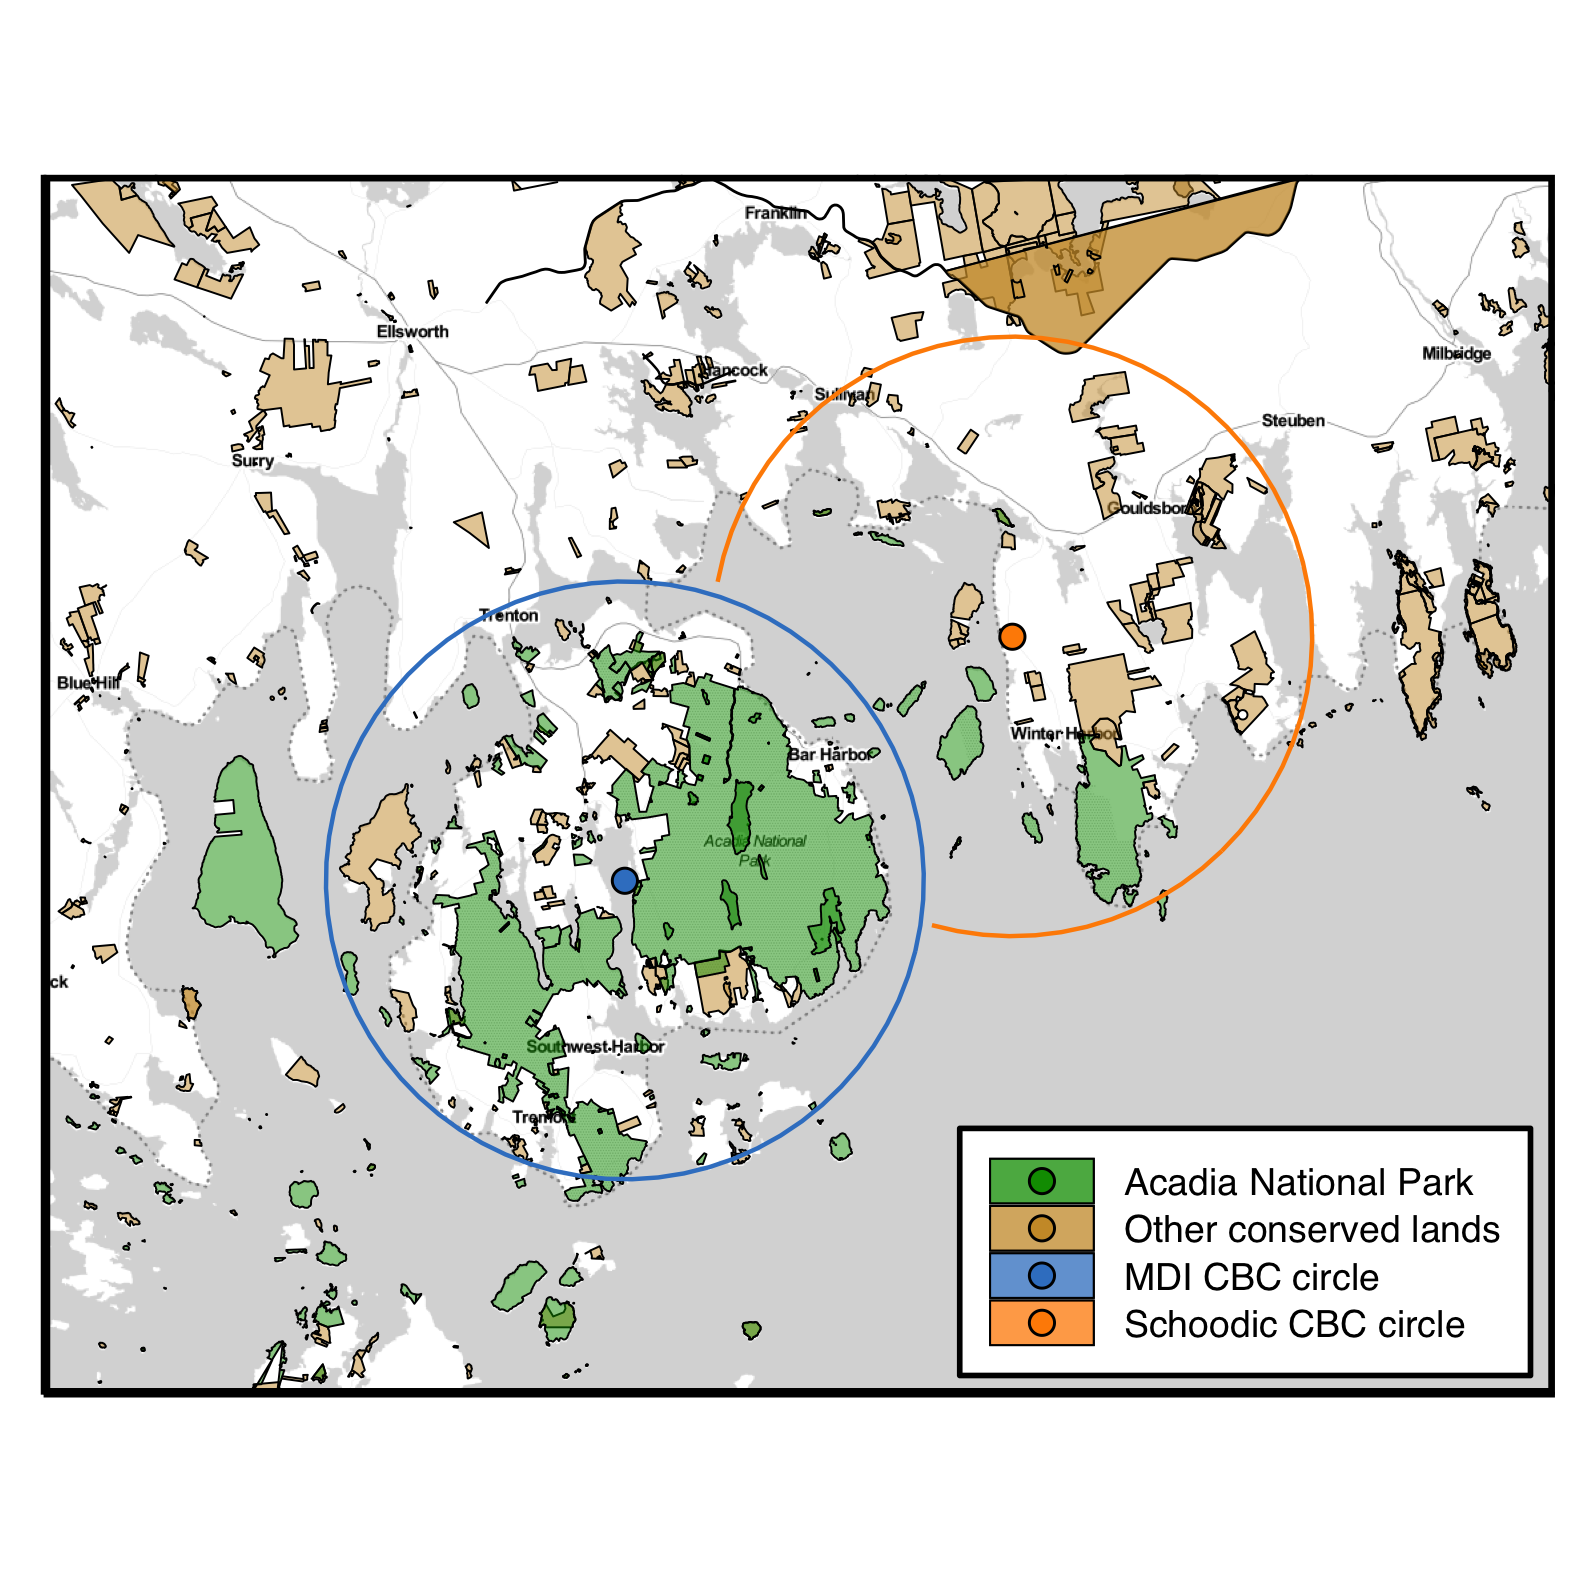 Franklin
Ellsworth
Milbridge
Hancock
Sullivan
Steuben
Surry
Gouldsboro
Trenton
Blue Hill
Winter Harbor
Bar Harbor
Acadia National
Park
ck
Southwest Harbor
Tremont
Acadia National Park
Other conserved lands
MDI CBC circle
Schoodic CBC circle